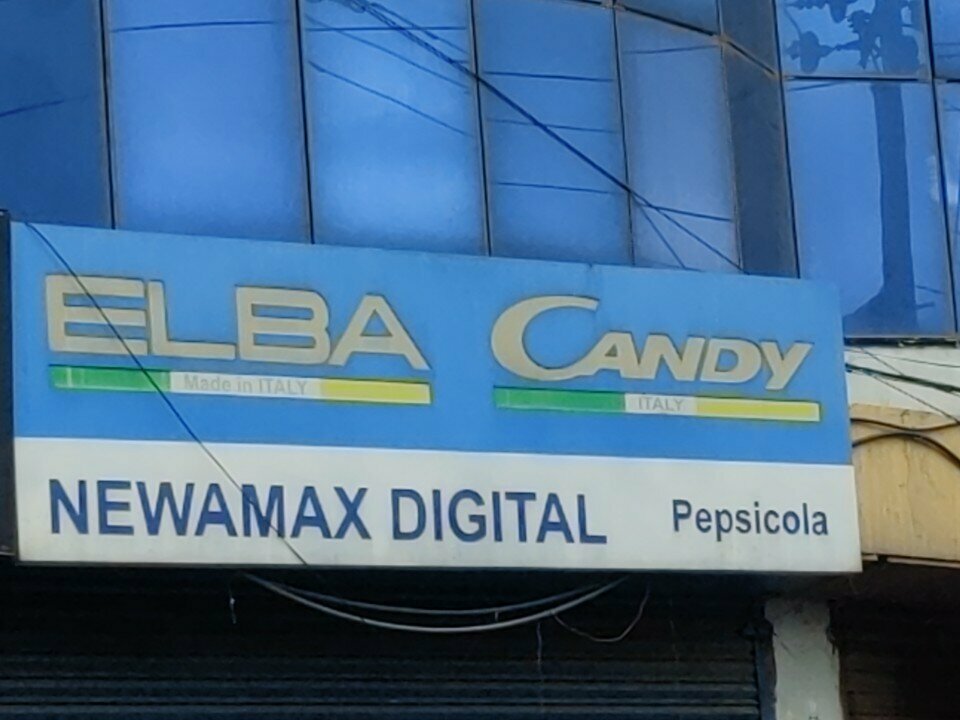 ELBA CANDY
Made in ITALY ITALY
NEWAMAX DIGITAL Pepsicola